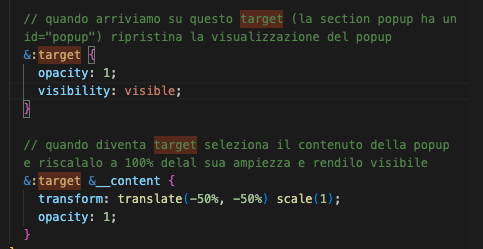 // quando arriviamo su questo target (la section popup ha un
id="popup") ripristina la visualizzazione del popup
&:target {
opacity: 1;
visibility: visible;
}
// quando diventa target seleziona il contenuto della popup
e riscalalo a 100% delal sua ampiezza e rendilo visibile
&:target &__content {
transform: translate(-50%, -50%) scale(1);
opacity: 1;
}